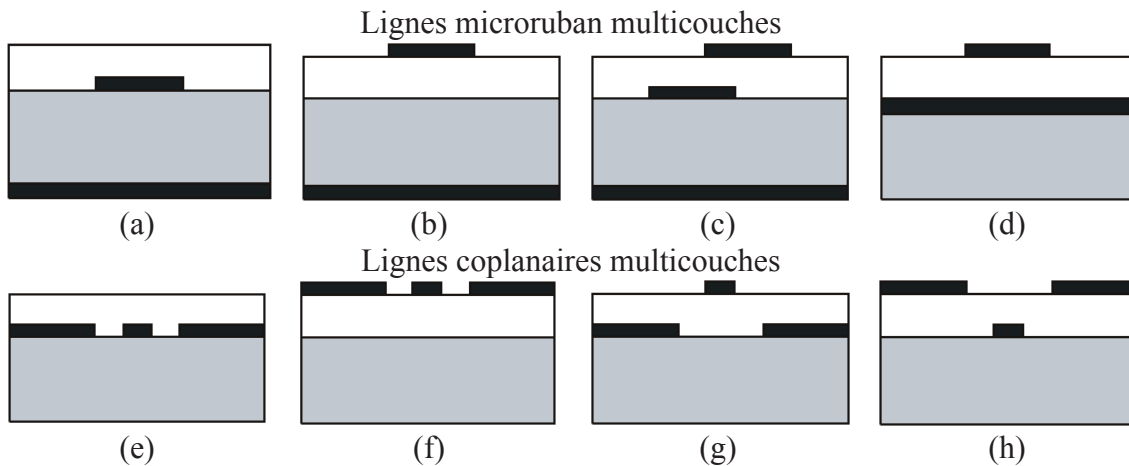 Lignes microruban multicouches
(a) (b) (c) (d)
Lignes coplanaires multicouches
(e) (f) (g) (h)